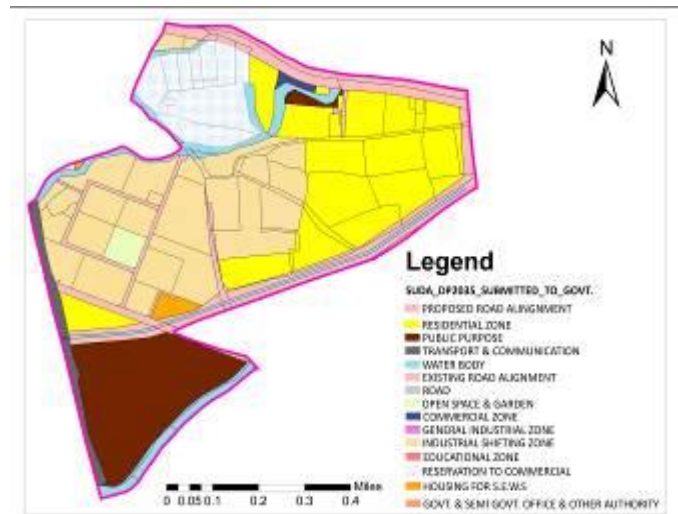 N
Legend
SUDA_DP2035_SUBMITTED_TO_GOVT.
PROPOSED ROAD ALINGNMENT
RESIDENTIAL ZONE
PUBLIC PURPOSE
TRANSPORT & COMMUNICATION
WATER BODY
EXISTING ROAD ALIGNMENT
ROAD
OPEN SPACE & GARDEN
COMMERCIAL ZONE
GENERAL INDUSTRIAL ZONE
INDUSTRIAL SHIFTING ZONE
EDUCATIONAL ZONE
RESERVATION TO COMMERCIAL
HOUSING FOR S.E.W.S
GOVT. & SEMI GOVT. OFFICE & OTHER AUTHORITY
Miles
0 0.05 0.1 0.2 0.3 0.4